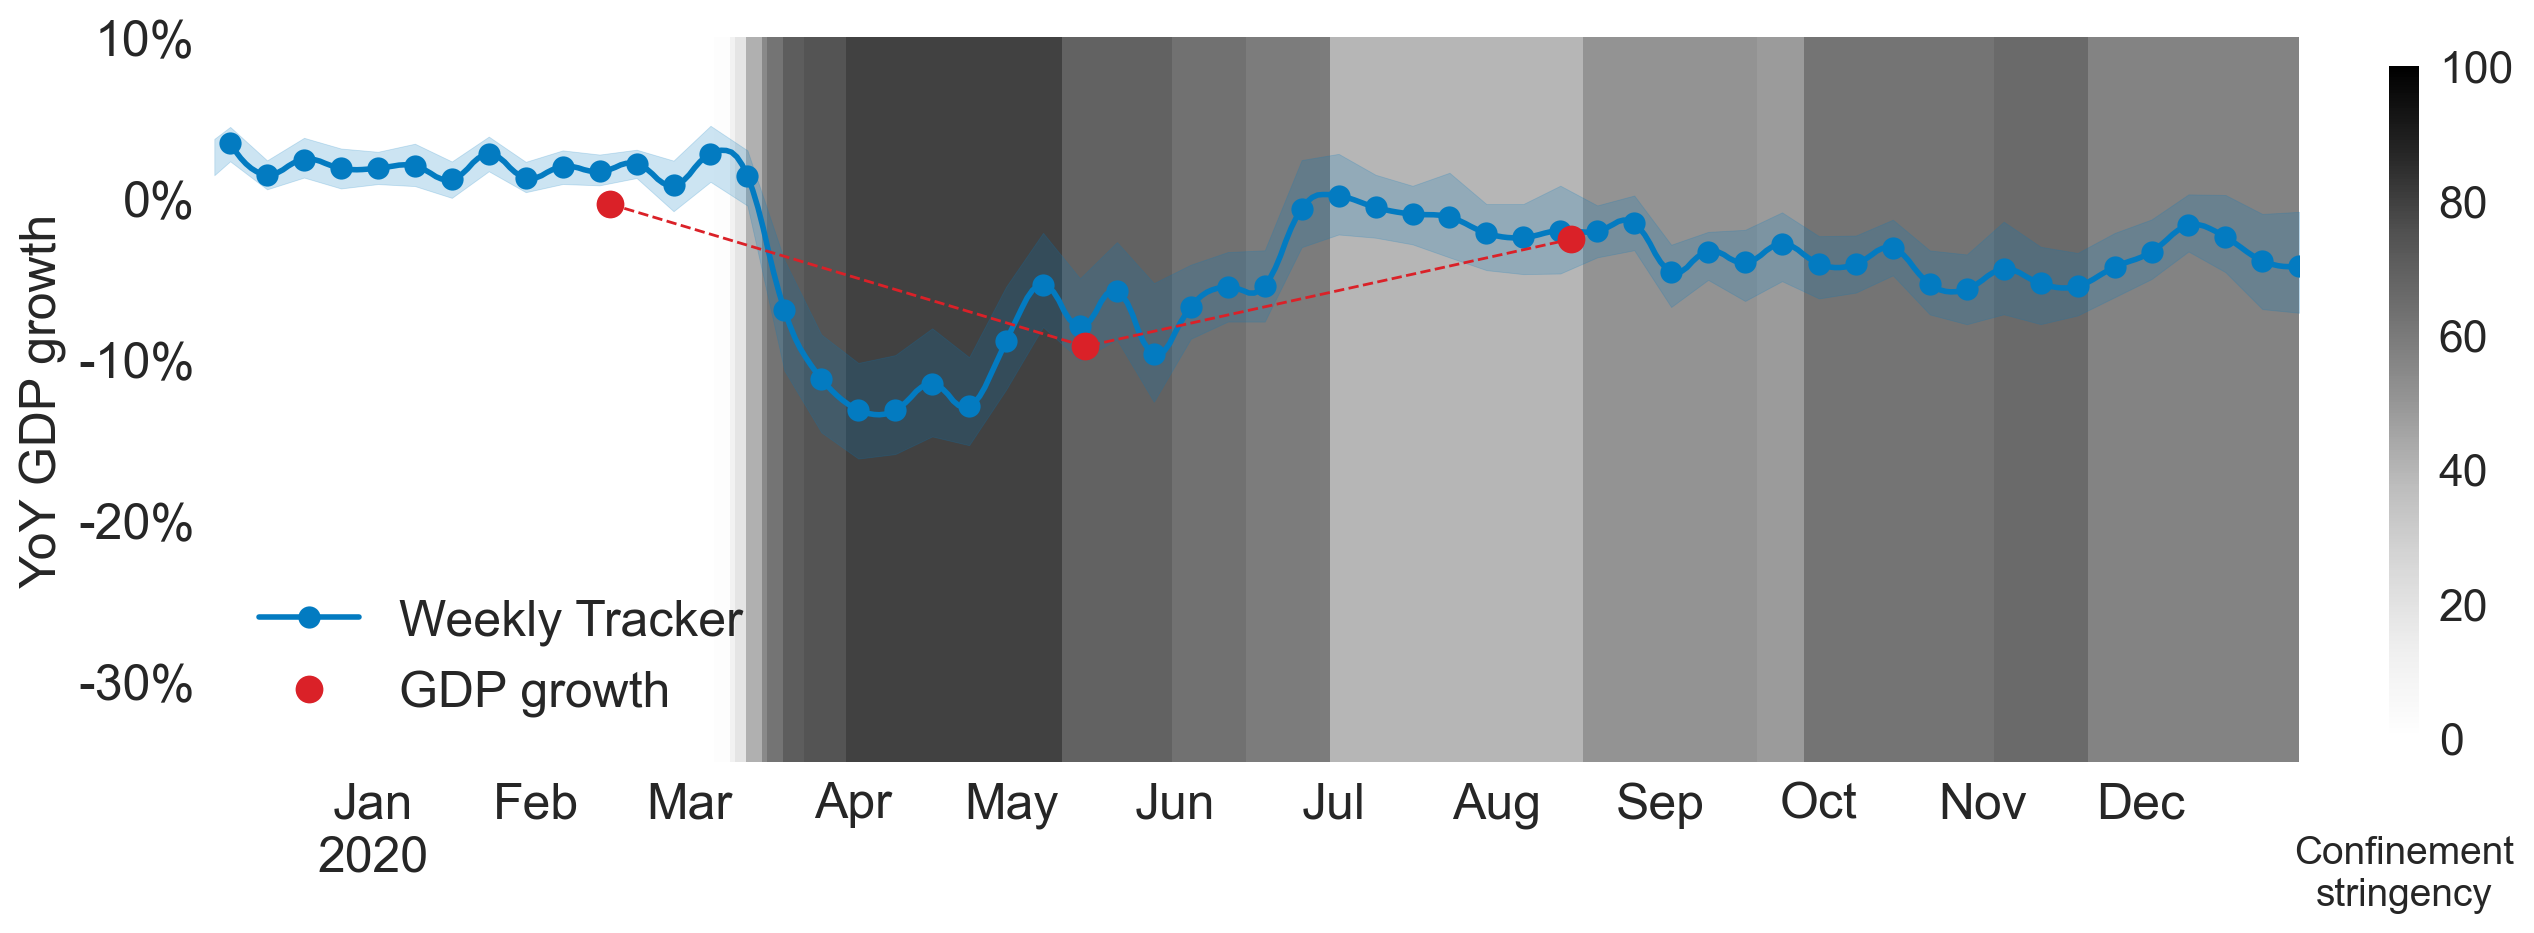 10%
0%
-10%
-20%
-30%
YoY GDP growth
Weekly Tracker
GDP growth
Jan Feb Mar Apr May Jun Jul Aug Sep Oct Nov Dec
2020
100
80
60
40
20
0
Confinement
stringency